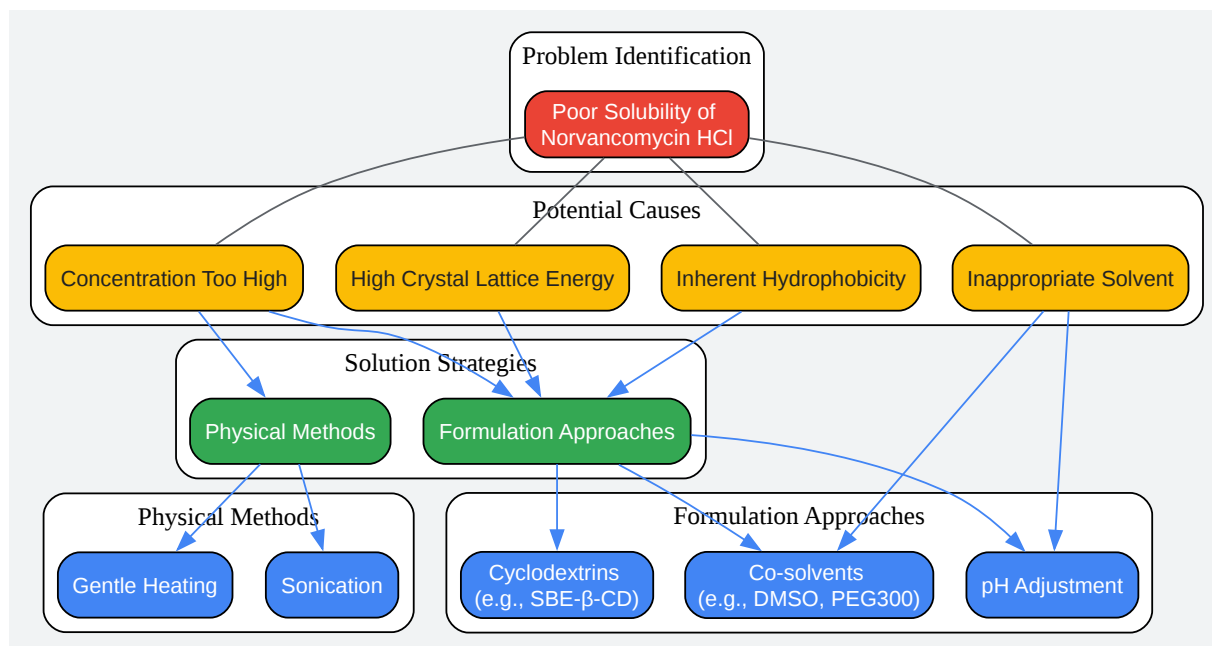 Problem Identification
Poor Solubility of
Norvancomycin HCl
Potential Causes
Concentration Too High
High Crystal Lattice Energy
Inherent Hydrophobicity
Inappropriate Solvent
Solution Strategies
Physical Methods
Formulation Approaches
Physical Methods
Gentle Heating
Sonication
Formulation Approaches
Cyclodextrins
(e.g., SBE-β-CD)
Co-solvents
(e.g., DMSO, PEG300)
pH Adjustment